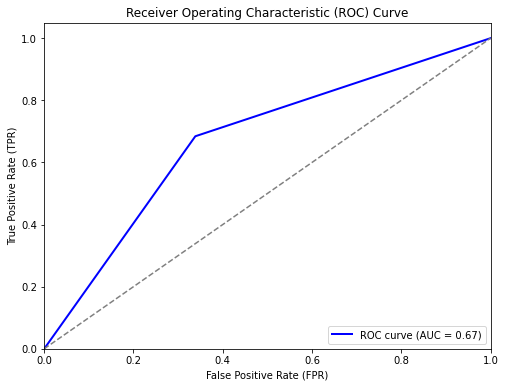 Receiver Operating Characteristic (ROC) Curve
1.0
0.8
0.6
0.4
0.2
0.0
True Positive Rate (TPR)
ROC curve (AUC = 0.67)
0.0 0.2 0.4 0.6 0.8 1.0
False Positive Rate (FPR)